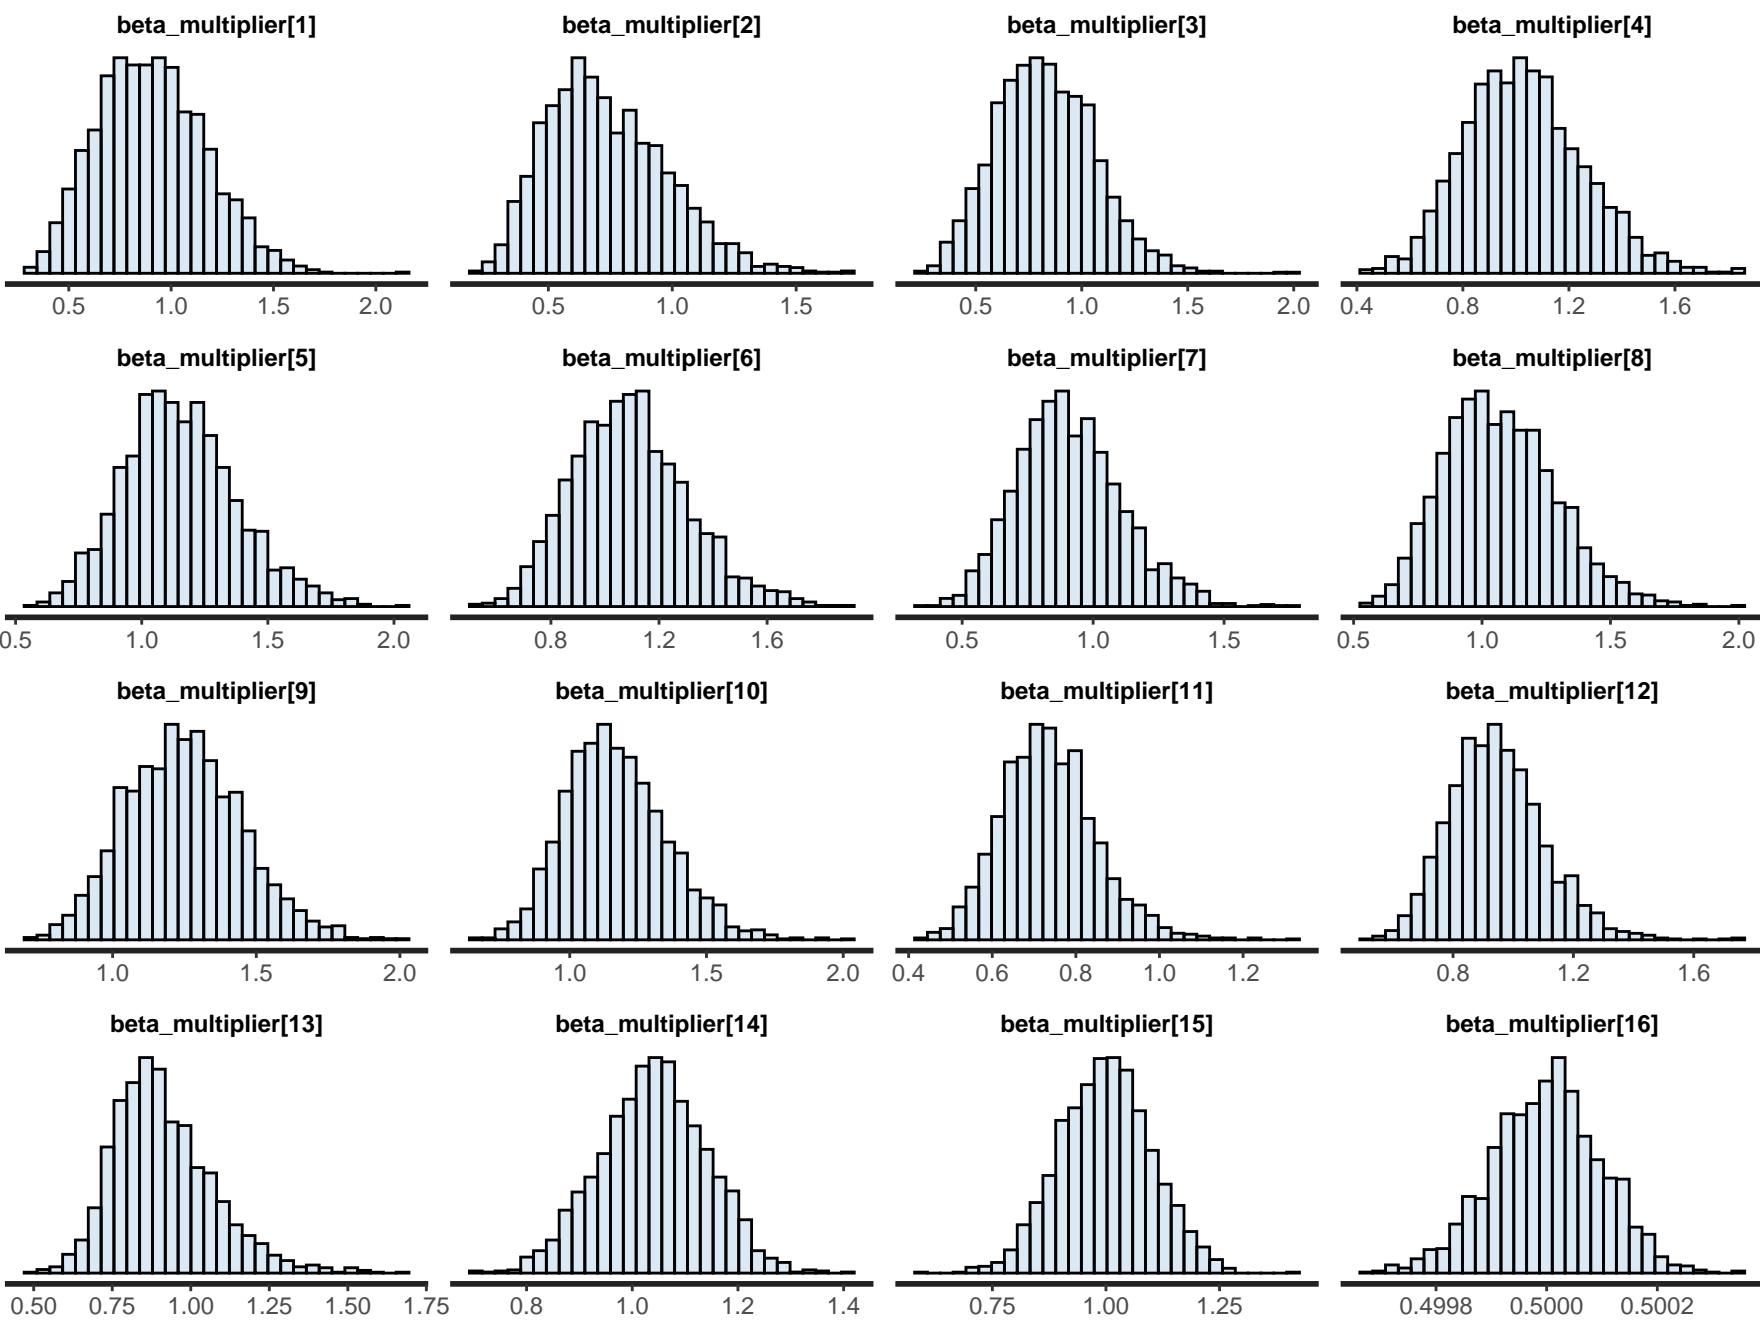 beta_multiplier[1] beta_multiplier[2] beta_multiplier[3] beta_multiplier[4]
0.5 1.0 1.5 2.0 0.5 1.0 1.5 0.5 1.0 1.5 2.0 0.4 0.8 1.2 1.6
beta_multiplier[5] beta_multiplier[6] beta_multiplier[7] beta_multiplier[8]
0.5 1.0 1.5 2.0 0.8 1.2 1.6 0.5 1.0 1.5 0.5 1.0 1.5 2.0
beta_multiplier[9] beta_multiplier[10] beta_multiplier[11] beta_multiplier[12]
1.0 1.5 2.0 1.0 1.5 2.0 0.4 0.6 0.8 1.0 1.2 0.8 1.2 1.6
beta_multiplier[13] beta_multiplier[14] beta_multiplier[15] beta_multiplier[16]
0.50 0.75 1.00 1.25 1.50 1.75 0.8 1.0 1.2 1.4 0.75 1.00 1.25 0.4998 0.5000 0.5002